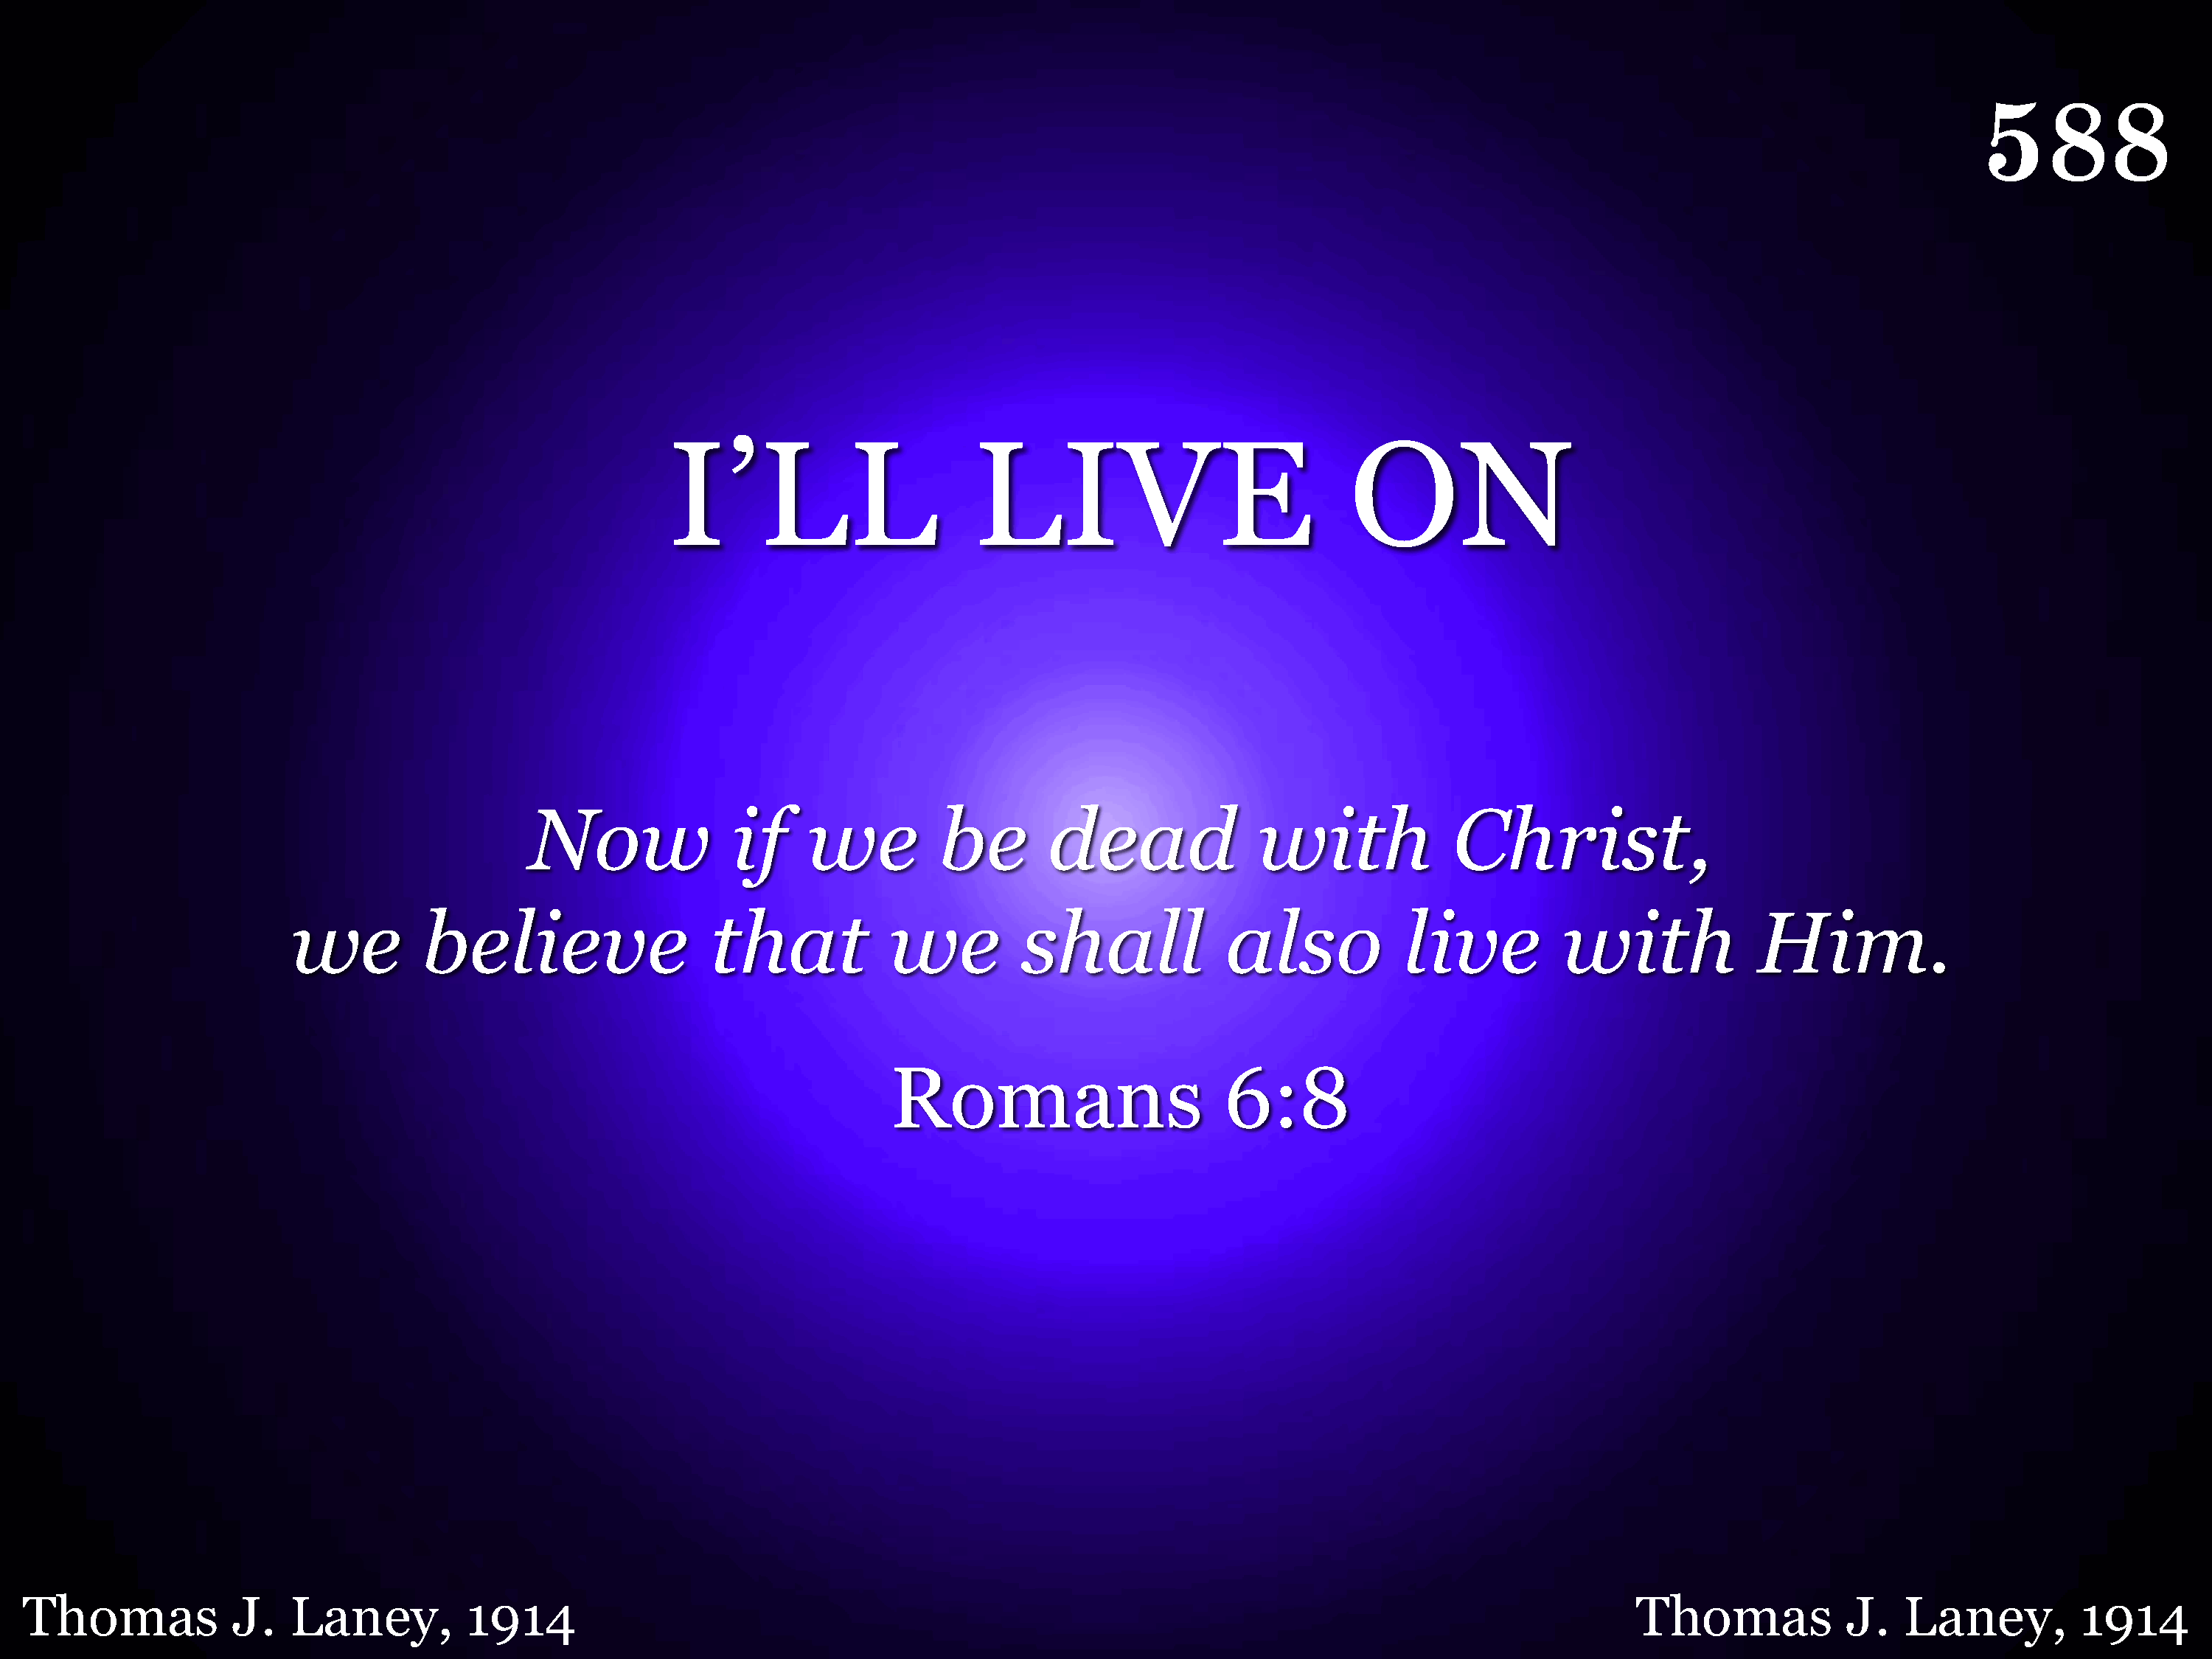 588
I’LL LIVE ON
Now if we be dead with Christ,
we believe that we shall also live with Him.
Romans 6:8
Thomas J. Laney, 1914
Thomas J. Laney, 1914